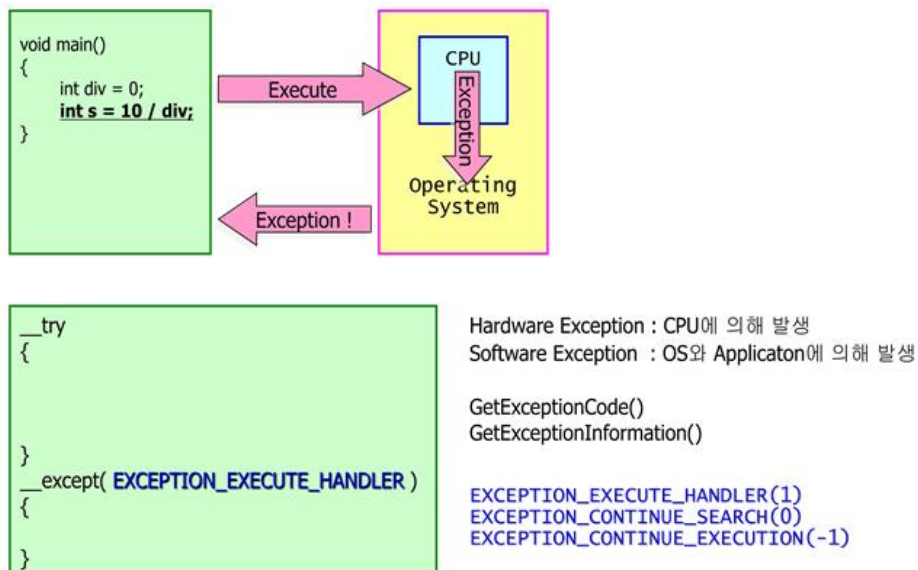 void main()
{
int div = 0;
int s = 10 / div;
}
Execute
CPU
Exception
Operating
System
Exception !
__try
{
}
__except( EXCEPTION_EXECUTE_HANDLER )
{
}
Hardware Exception : CPU에 의해 발생
Software Exception : OS와 Applicaton에 의해 발생
GetExceptionCode()
GetExceptionInformation()
EXCEPTION_EXECUTE_HANDLER(1)
EXCEPTION_CONTINUE_SEARCH(0)
EXCEPTION_CONTINUE_EXECUTION(-1)